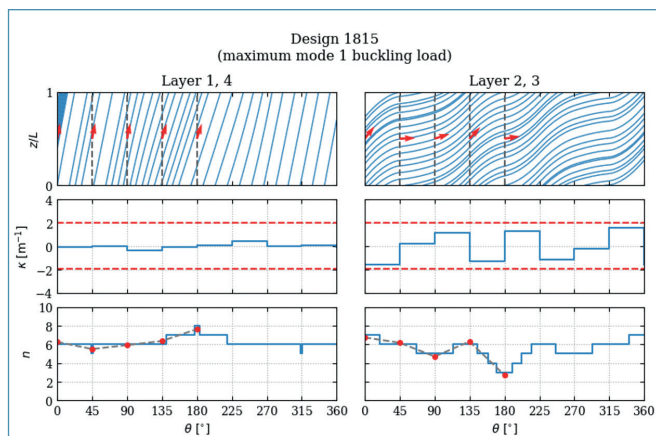 Design 1815
(maximum mode 1 buckling load)
Layer 1, 4
Layer 2, 3
1
z/L
0
4
2
κ [m⁻¹]
0
−2
−4
10
8
6
n
4
2
0
0 45 90 135 180 225 270 315 360
0 45 90 135 180 225 270 315 360
θ [°]
θ [°]